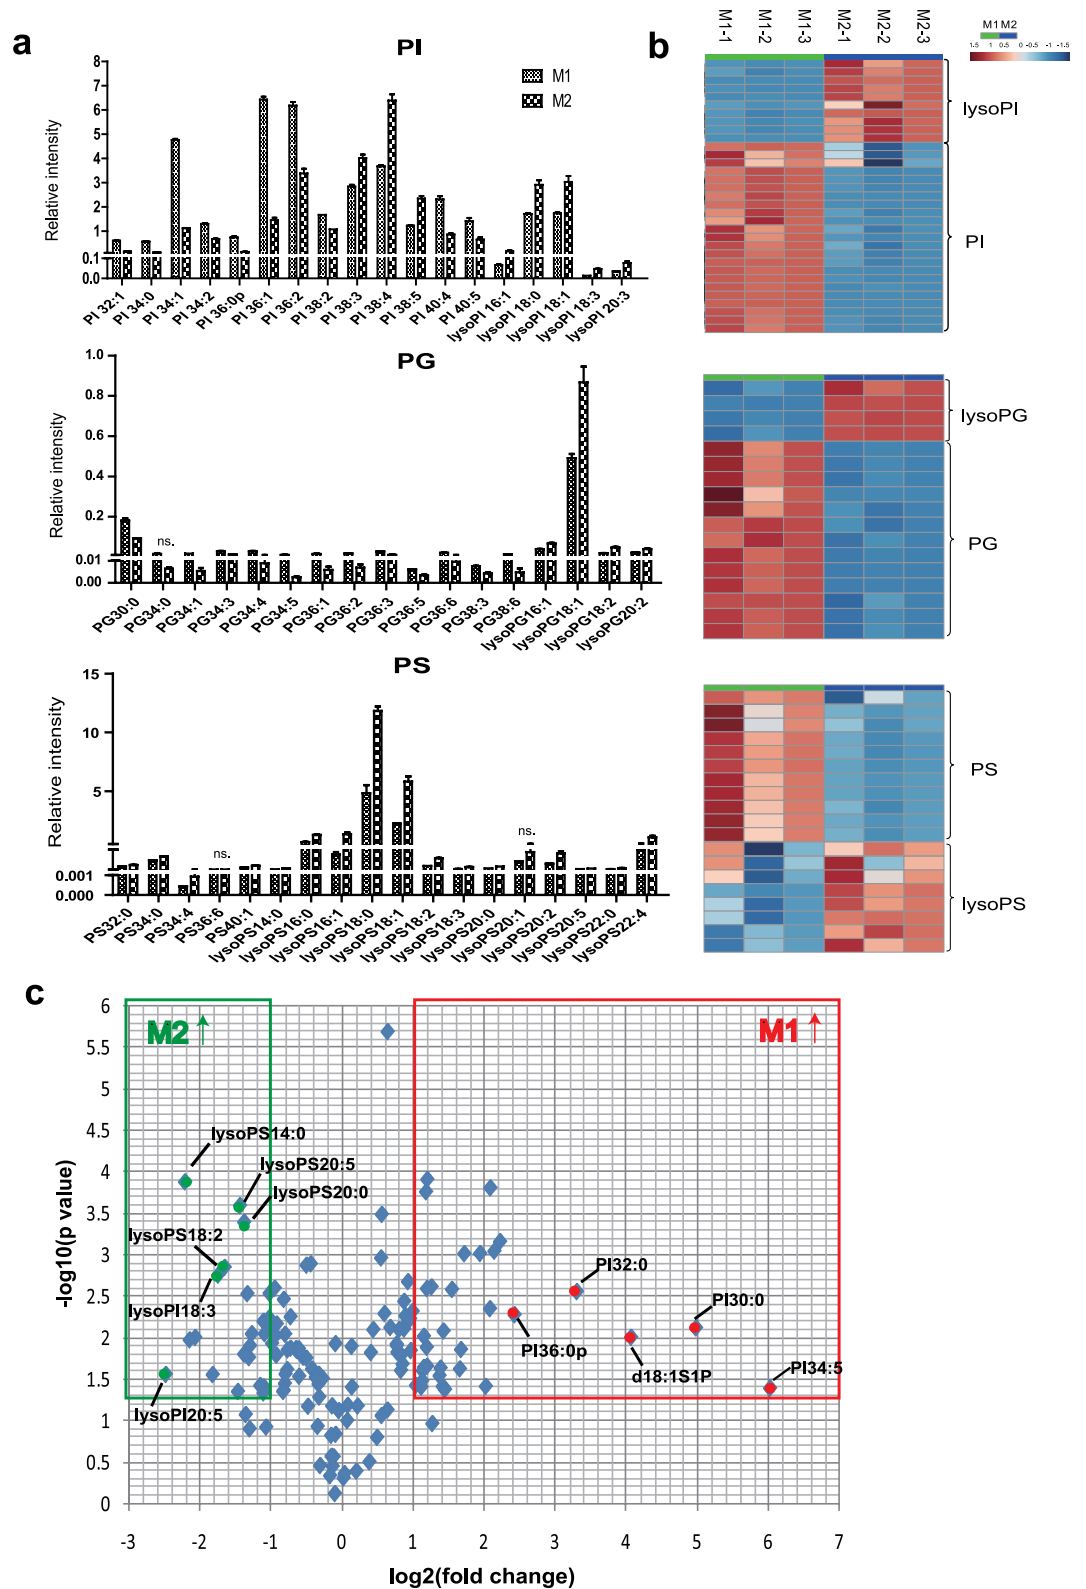 a
PI
Relative intensity
8
7
6
5
4
3
2
1
0.1
0.0
M1
M2
PI 32:1
PI 34:0
PI 34:1
PI 34:2
PI 36:0p
PI 36:1
PI 36:2
PI 38:2
PI 38:3
PI 38:4
PI 38:5
PI 40:4
PI 40:5
lysoPI 16:1
lysoPI 18:0
lysoPI 18:1
lysoPI 18:3
lysoPI 20:3
PG
Relative intensity
1.0
0.8
0.6
0.4
0.2
0.01
0.00
ns.
PG30:0
PG34:0
PG34:1
PG34:3
PG34:4
PG34:5
PG36:1
PG36:2
PG36:3
PG36:5
PG36:6
PG38:3
PG38:6
lysoPG16:1
lysoPG18:1
lysoPG18:2
lysoPG20:2
PS
Relative intensity
15
10
5
0.001
0.000
ns.
ns.
PS32:0
PS34:0
PS34:4
PS36:6
PS40:1
lysoPS14:0
lysoPS16:0
lysoPS16:1
lysoPS18:0
lysoPS18:1
lysoPS18:2
lysoPS18:3
lysoPS20:0
lysoPS20:1
lysoPS20:2
lysoPS20:5
lysoPS22:0
lysoPS22:4
b
M1-1
M1-2
M1-3
M2-1
M2-2
M2-3
M1 M2
1.5 1 0.5 0 -0.5 -1 -1.5
lysoPI
PI
lysoPG
PG
PS
lysoPS
c
M2
M1
-log10(p value)
6
5.5
5
4.5
4
3.5
3
2.5
2
1.5
1
0.5
0
lysoPS14:0
lysoPS20:5
lysoPS20:0
lysoPS18:2
lysoPI18:3
lysoPI20:5
PI32:0
PI30:0
PI36:0p
d18:1S1P
PI34:5
-3 -2 -1 0 1 2 3 4 5 6 7
log2(fold change)